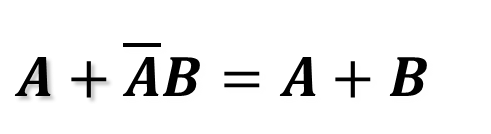 A + A̅B = A + B